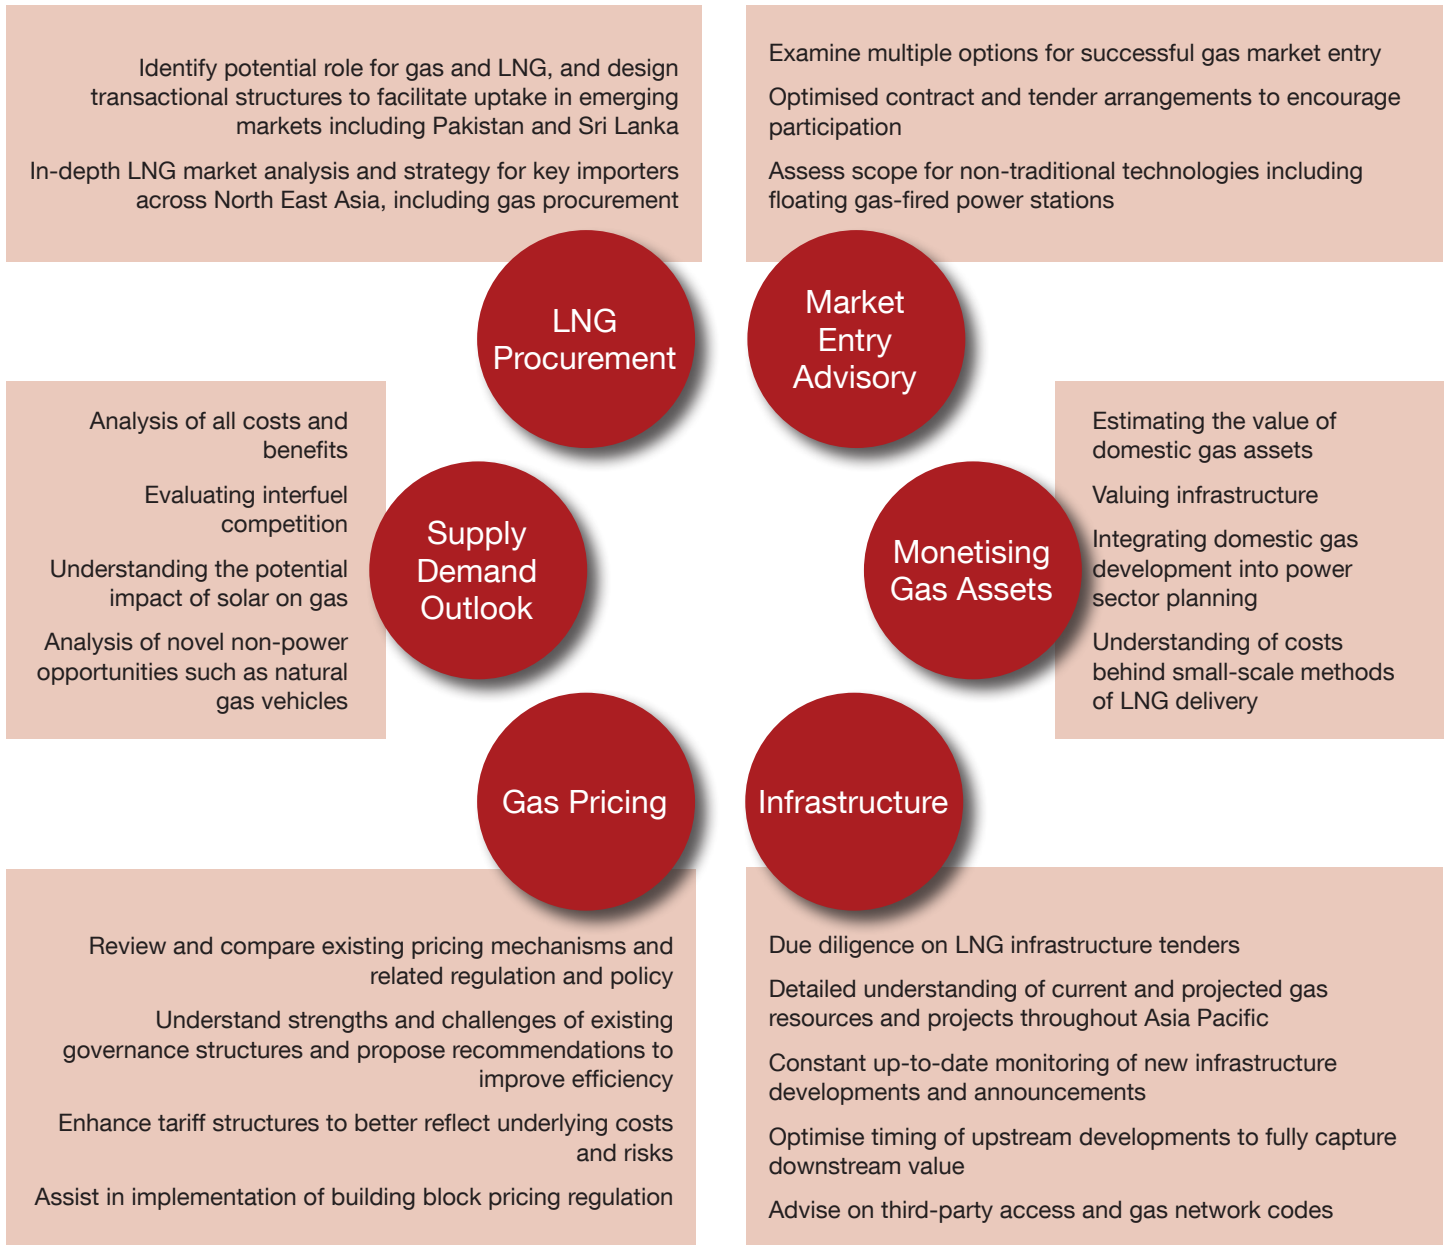 Identify potential role for gas and LNG, and design
transactional structures to facilitate uptake in emerging
markets including Pakistan and Sri Lanka
In-depth LNG market analysis and strategy for key importers
across North East Asia, including gas procurement
Examine multiple options for successful gas market entry
Optimised contract and tender arrangements to encourage
participation
Assess scope for non-traditional technologies including
floating gas-fired power stations
LNG
Procurement
Market
Entry
Advisory
Analysis of all costs and
benefits
Evaluating interfuel
competition
Understanding the potential
impact of solar on gas
Analysis of novel non-power
opportunities such as natural
gas vehicles
Supply
Demand
Outlook
Monetising
Gas Assets
Estimating the value of
domestic gas assets
Valuing infrastructure
Integrating domestic gas
development into power
sector planning
Understanding of costs
behind small-scale methods
of LNG delivery
Gas Pricing
Infrastructure
Review and compare existing pricing mechanisms and
related regulation and policy
Understand strengths and challenges of existing
governance structures and propose recommendations to
improve efficiency
Enhance tariff structures to better reflect underlying costs
and risks
Assist in implementation of building block pricing regulation
Due diligence on LNG infrastructure tenders
Detailed understanding of current and projected gas
resources and projects throughout Asia Pacific
Constant up-to-date monitoring of new infrastructure
developments and announcements
Optimise timing of upstream developments to fully capture
downstream value
Advise on third-party access and gas network codes